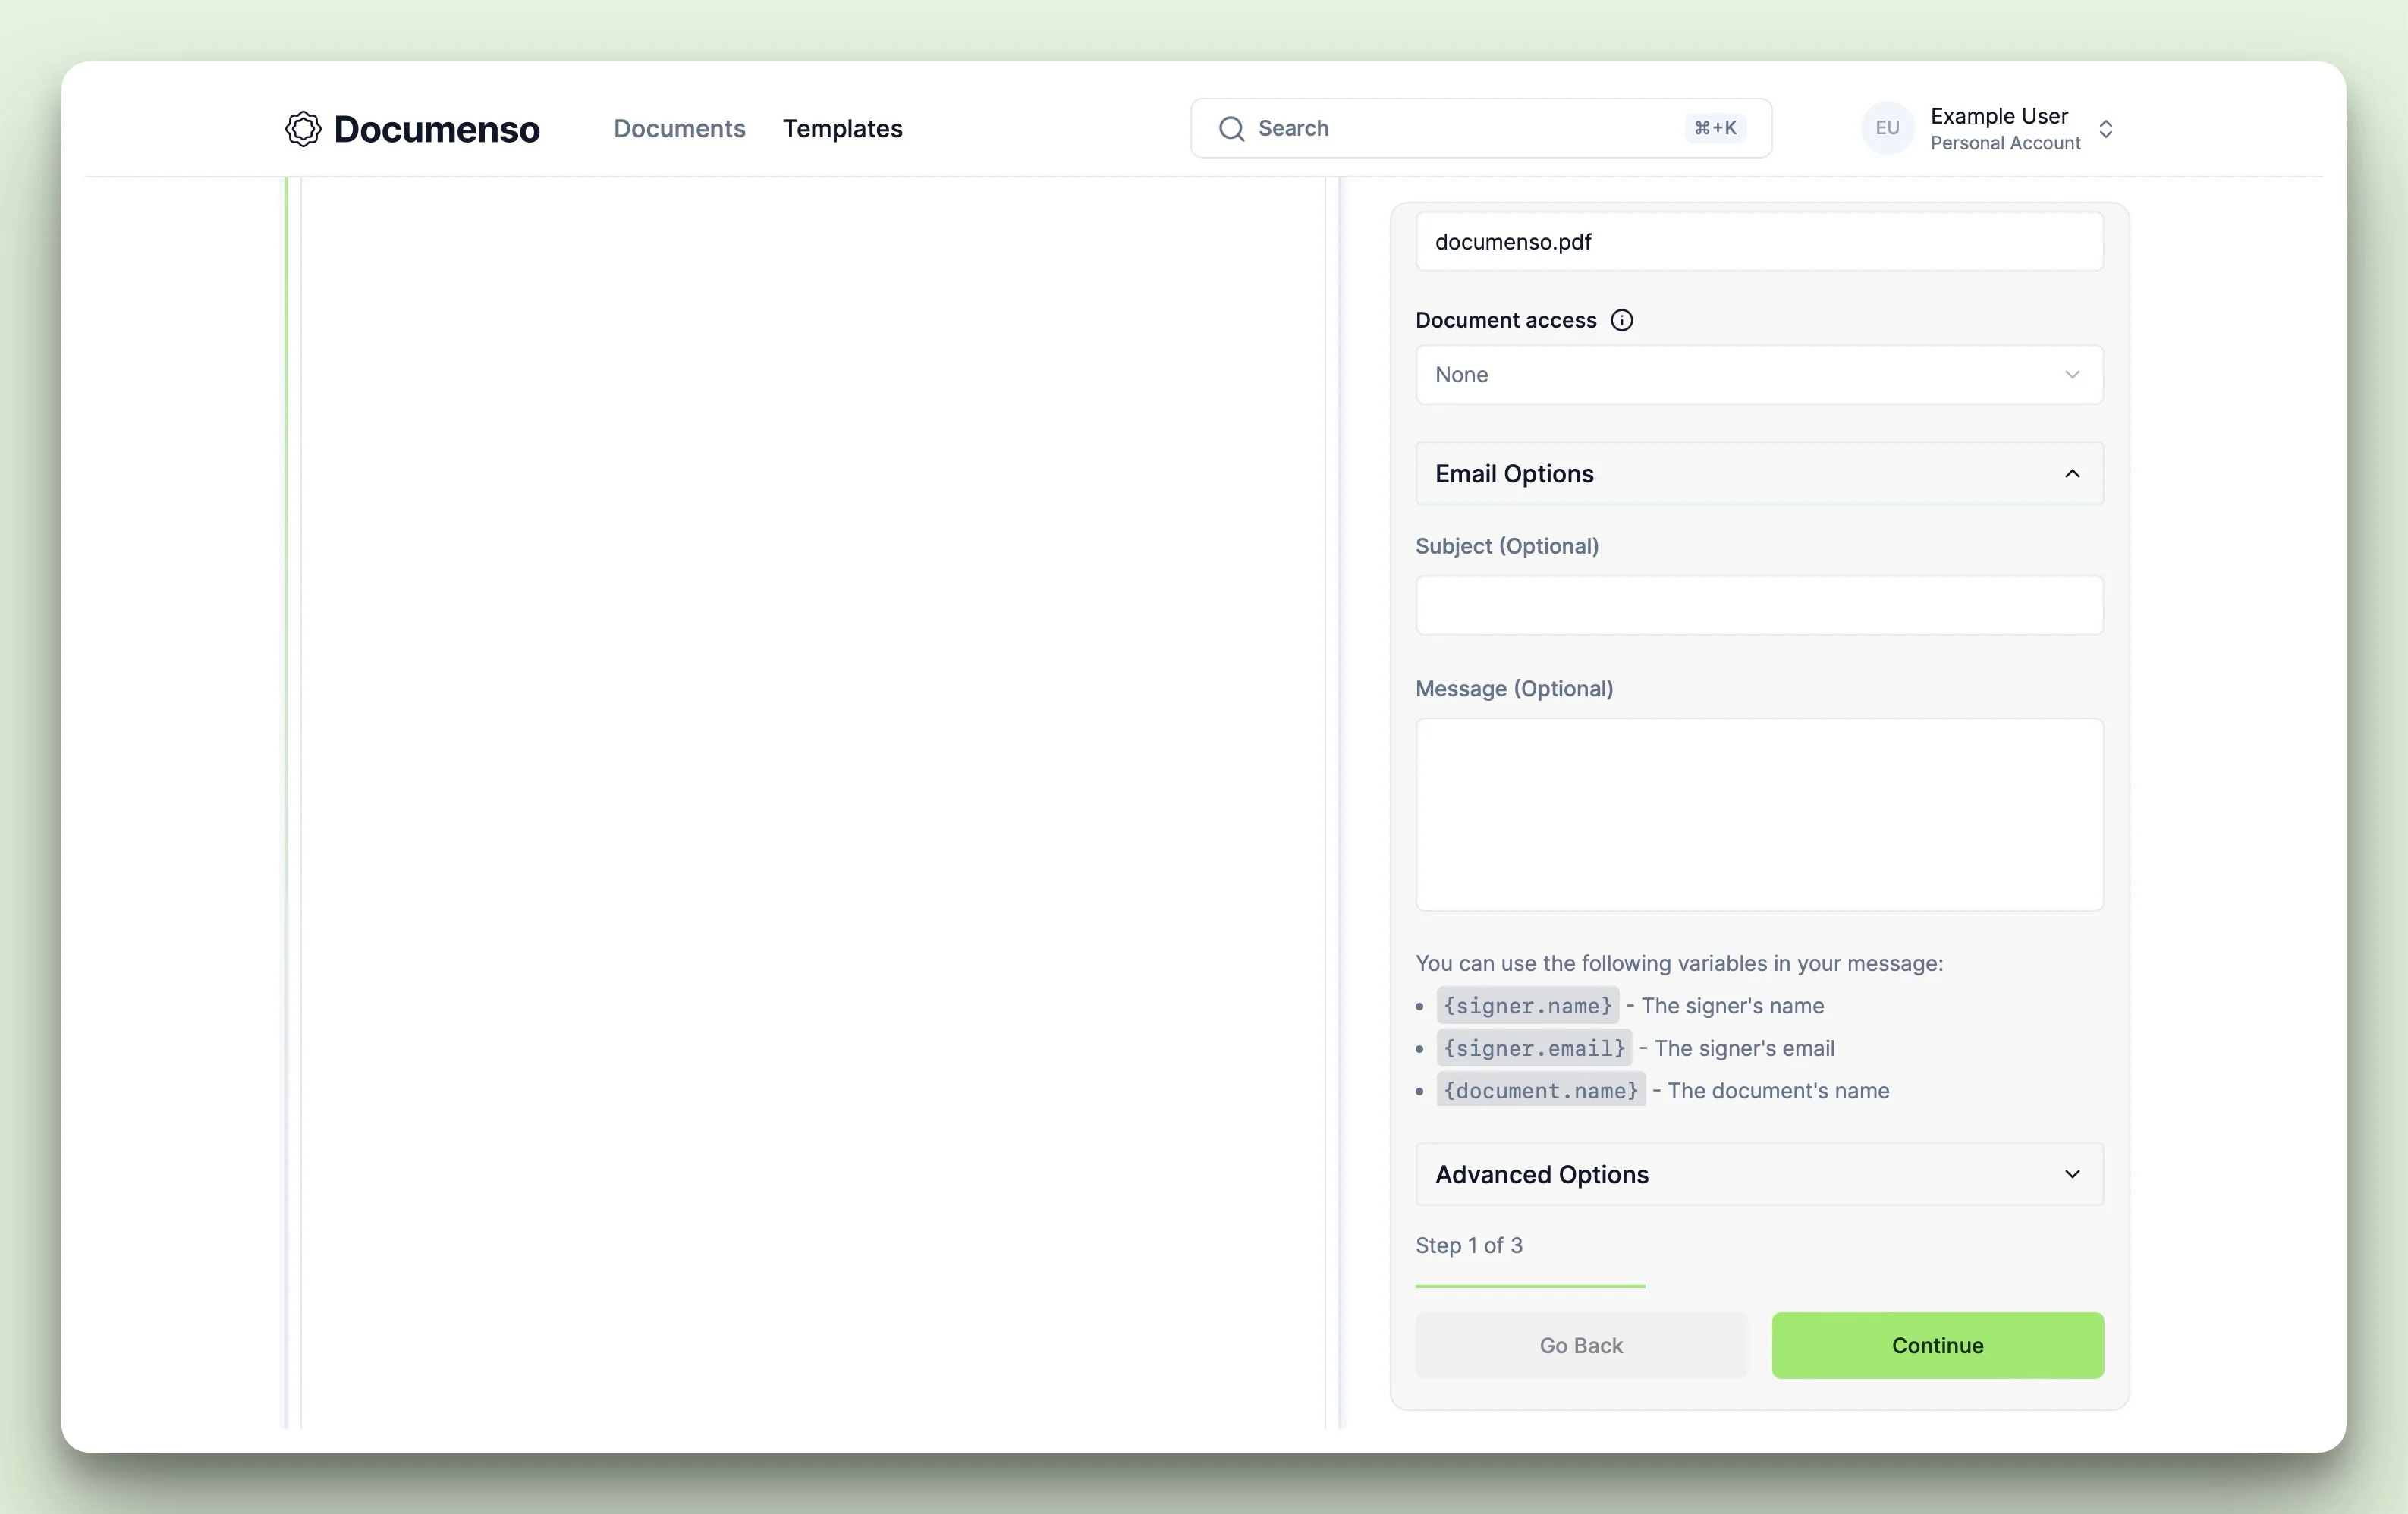 Documenso
Documents
Templates
Search
⌘+K
EU
Example User
Personal Account
documenso.pdf
Document access
None
Email Options
Subject (Optional)
Message (Optional)
You can use the following variables in your message:
• {signer.name} - The signer's name
• {signer.email} - The signer's email
• {document.name} - The document's name
Advanced Options
Step 1 of 3
Go Back
Continue